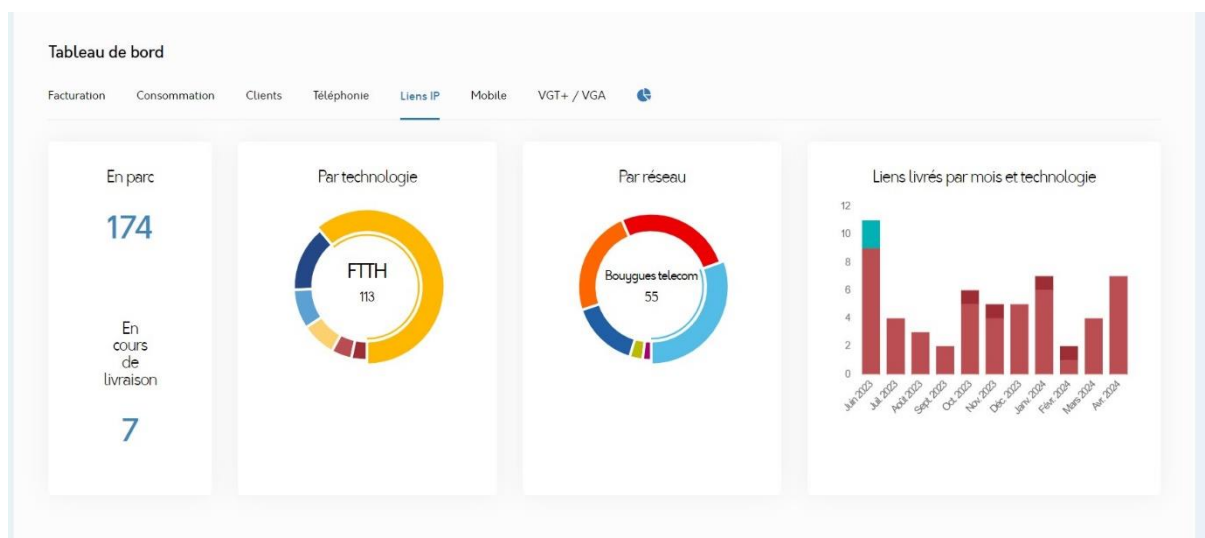 Tableau de bord
Facturation Consommation Clients Téléphonie Liens IP Mobile VGT+ / VGA
En parc
174
En
cours
de
livraison
7
Par technologie
FTTH
113
Par réseau
Bouygues telecom
55
Liens livrés par mois et technologie
12
10
8
6
4
2
0
Juin 2023
Juil. 2023
Août 2023
Sept. 2023
Oct. 2023
Nov. 2023
Déc. 2023
Janv. 2024
Févr. 2024
Mars 2024
Avr. 2024